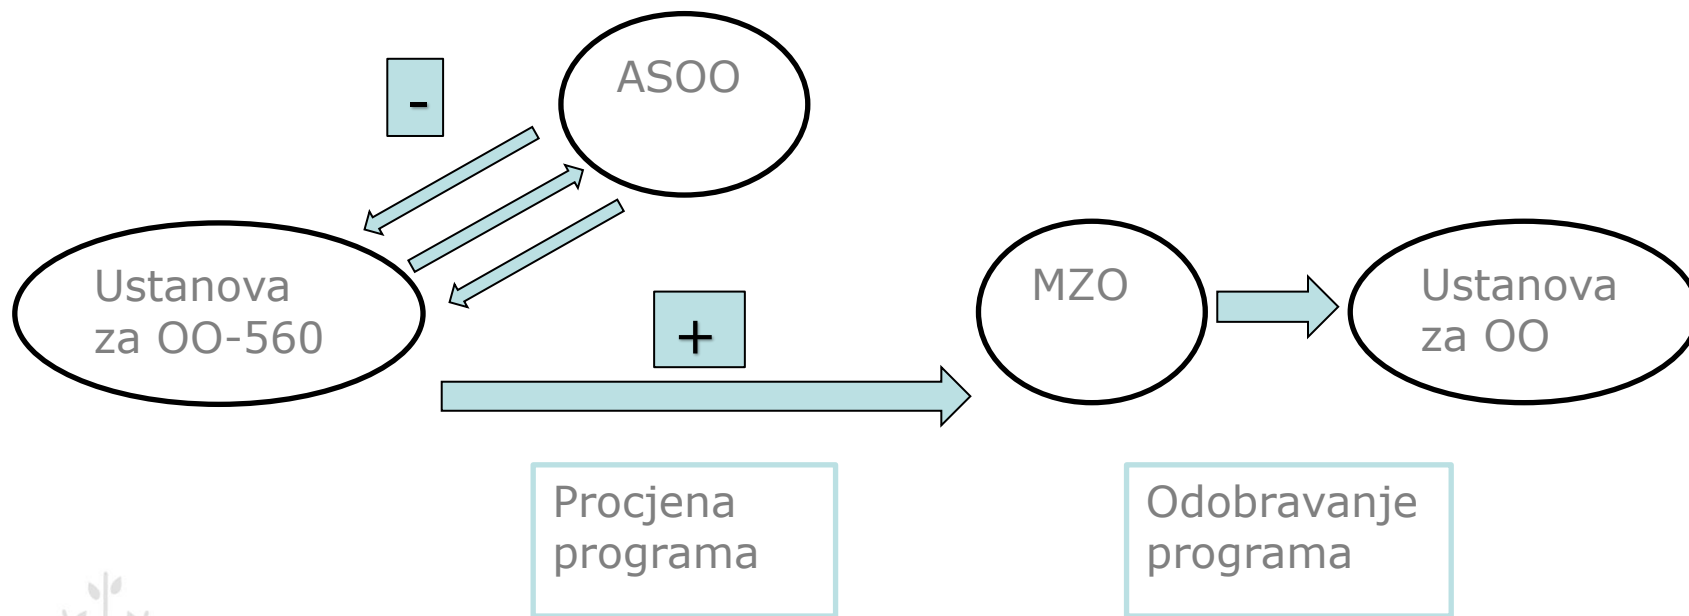 ASOO
-
Ustanova
za OO-560
+
MZO
Ustanova
za OO
Procjena
programa
Odobravanje
programa